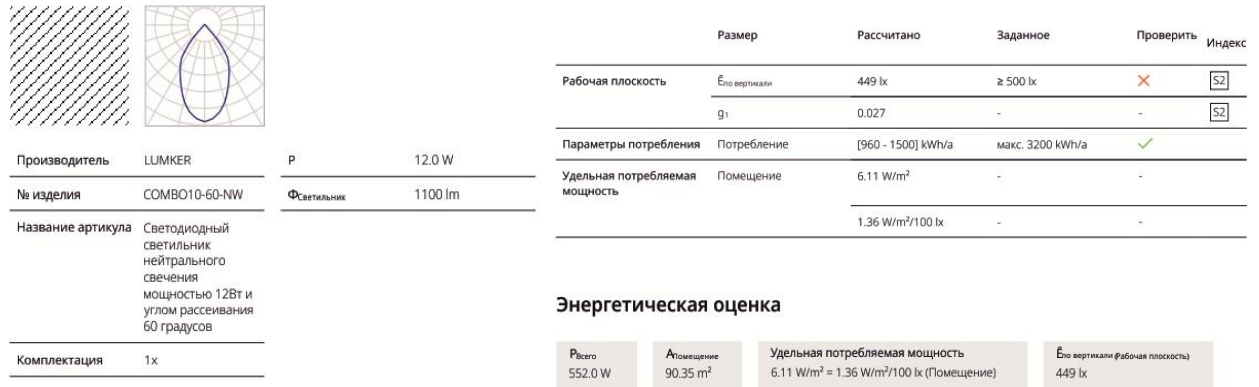 Производитель LUMKER
№ изделия COMBO10-60-NW
Название артикула Светодиодный
светильник
нейтрального
свечения
мощностью 12Вт и
углом рассеивания
60 градусов
Комплектация 1x
P 12.0 W
ΦСветильник 1100 lm
Размер Рассчитано Заданное Проверить Индекс
Рабочая плоскость Ēпо вертикали 449 lx ≥ 500 lx ✗ S2
g1 0.027 - - S2
Параметры потребления Потребление [960 - 1500] kWh/a макс. 3200 kWh/a ✓
Удельная потребляемая Помещение 6.11 W/m² - -
мощность
1.36 W/m²/100 lx - -
Энергетическая оценка
PВсего AПомещение Удельная потребляемая мощность Ēпо вертикали (Рабочая плоскость)
552.0 W 90.35 m² 6.11 W/m² = 1.36 W/m²/100 lx (Помещение) 449 lx